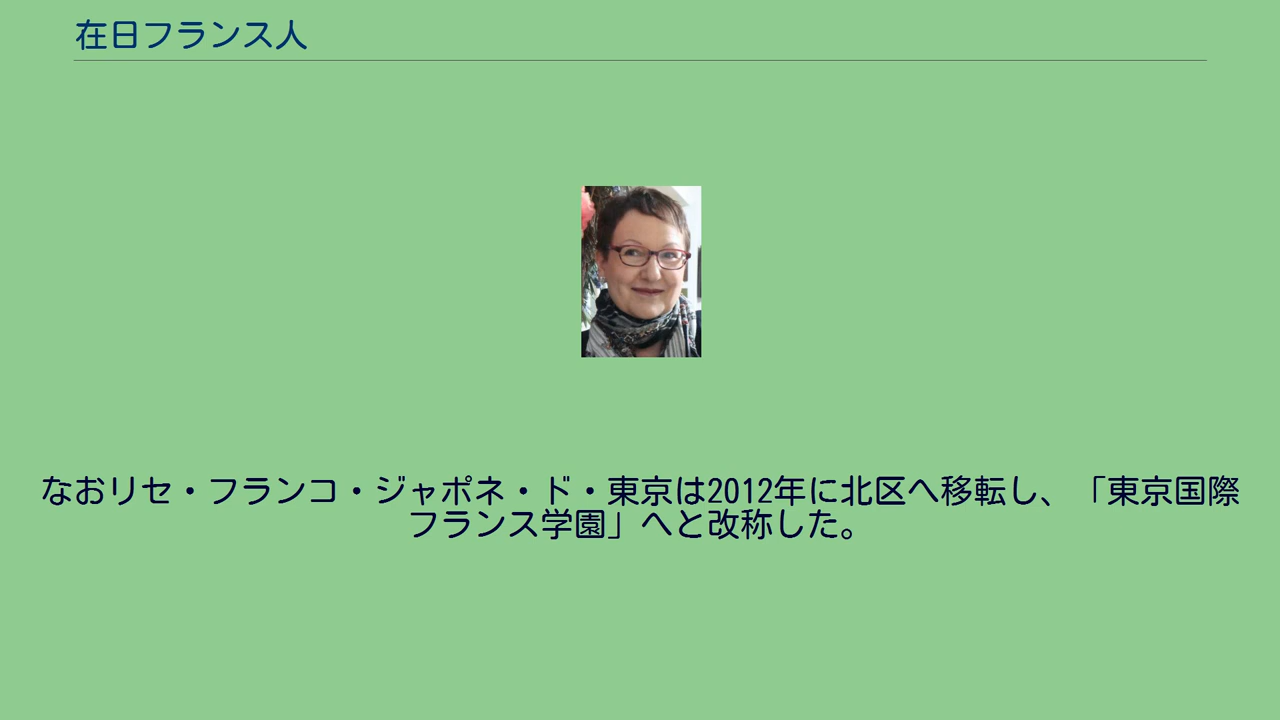 在日フランス人
なおリセ・フランコ・ジャポネ・ド・東京は2012年に北区へ移転し、「東京国際
フランス学園」へと改称した。